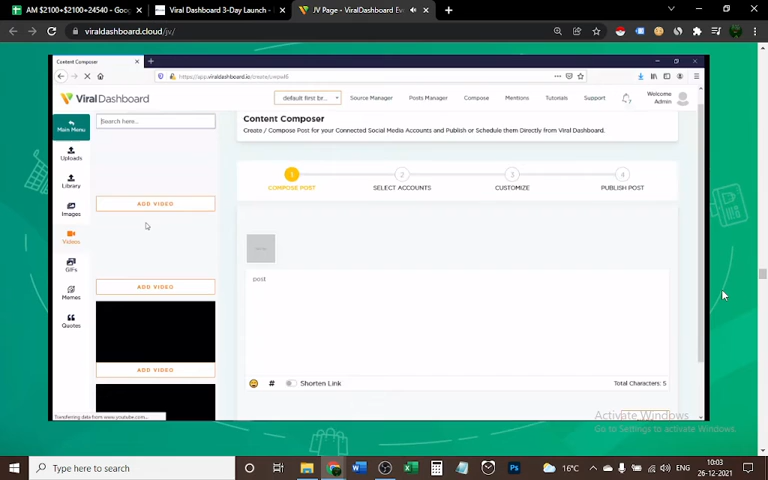 AM $2100+$2100+24540 - Goog
Viral Dashboard 3-Day Launch -
JV Page - ViralDashboard Ev
viraldashboard.cloud/jv/
Content Composer
https://app.viraldashboard.io/create/
ViralDashboard
default first br...
Source Manager
Posts Manager
Compose
Mentions
Tutorials
Support
7
Welcome
Admin
Main Menu
Uploads
Library
Images
Videos
GIFs
Memes
Quotes
Search here...
ADD VIDEO
ADD VIDEO
ADD VIDEO
Transferring data from www.youtube.com...
Content Composer
Create / Compose Post for your Connected Social Media Accounts and Publish or Schedule them Directly from Viral Dashboard.
1
COMPOSE POST
2
SELECT ACCOUNTS
3
CUSTOMIZE
4
PUBLISH POST
post
#
Shorten Link
Total Characters: 5
Activate Windows
Go to Settings to activate Windows.
Type here to search
16°C
ENG
10:03
26-12-2021